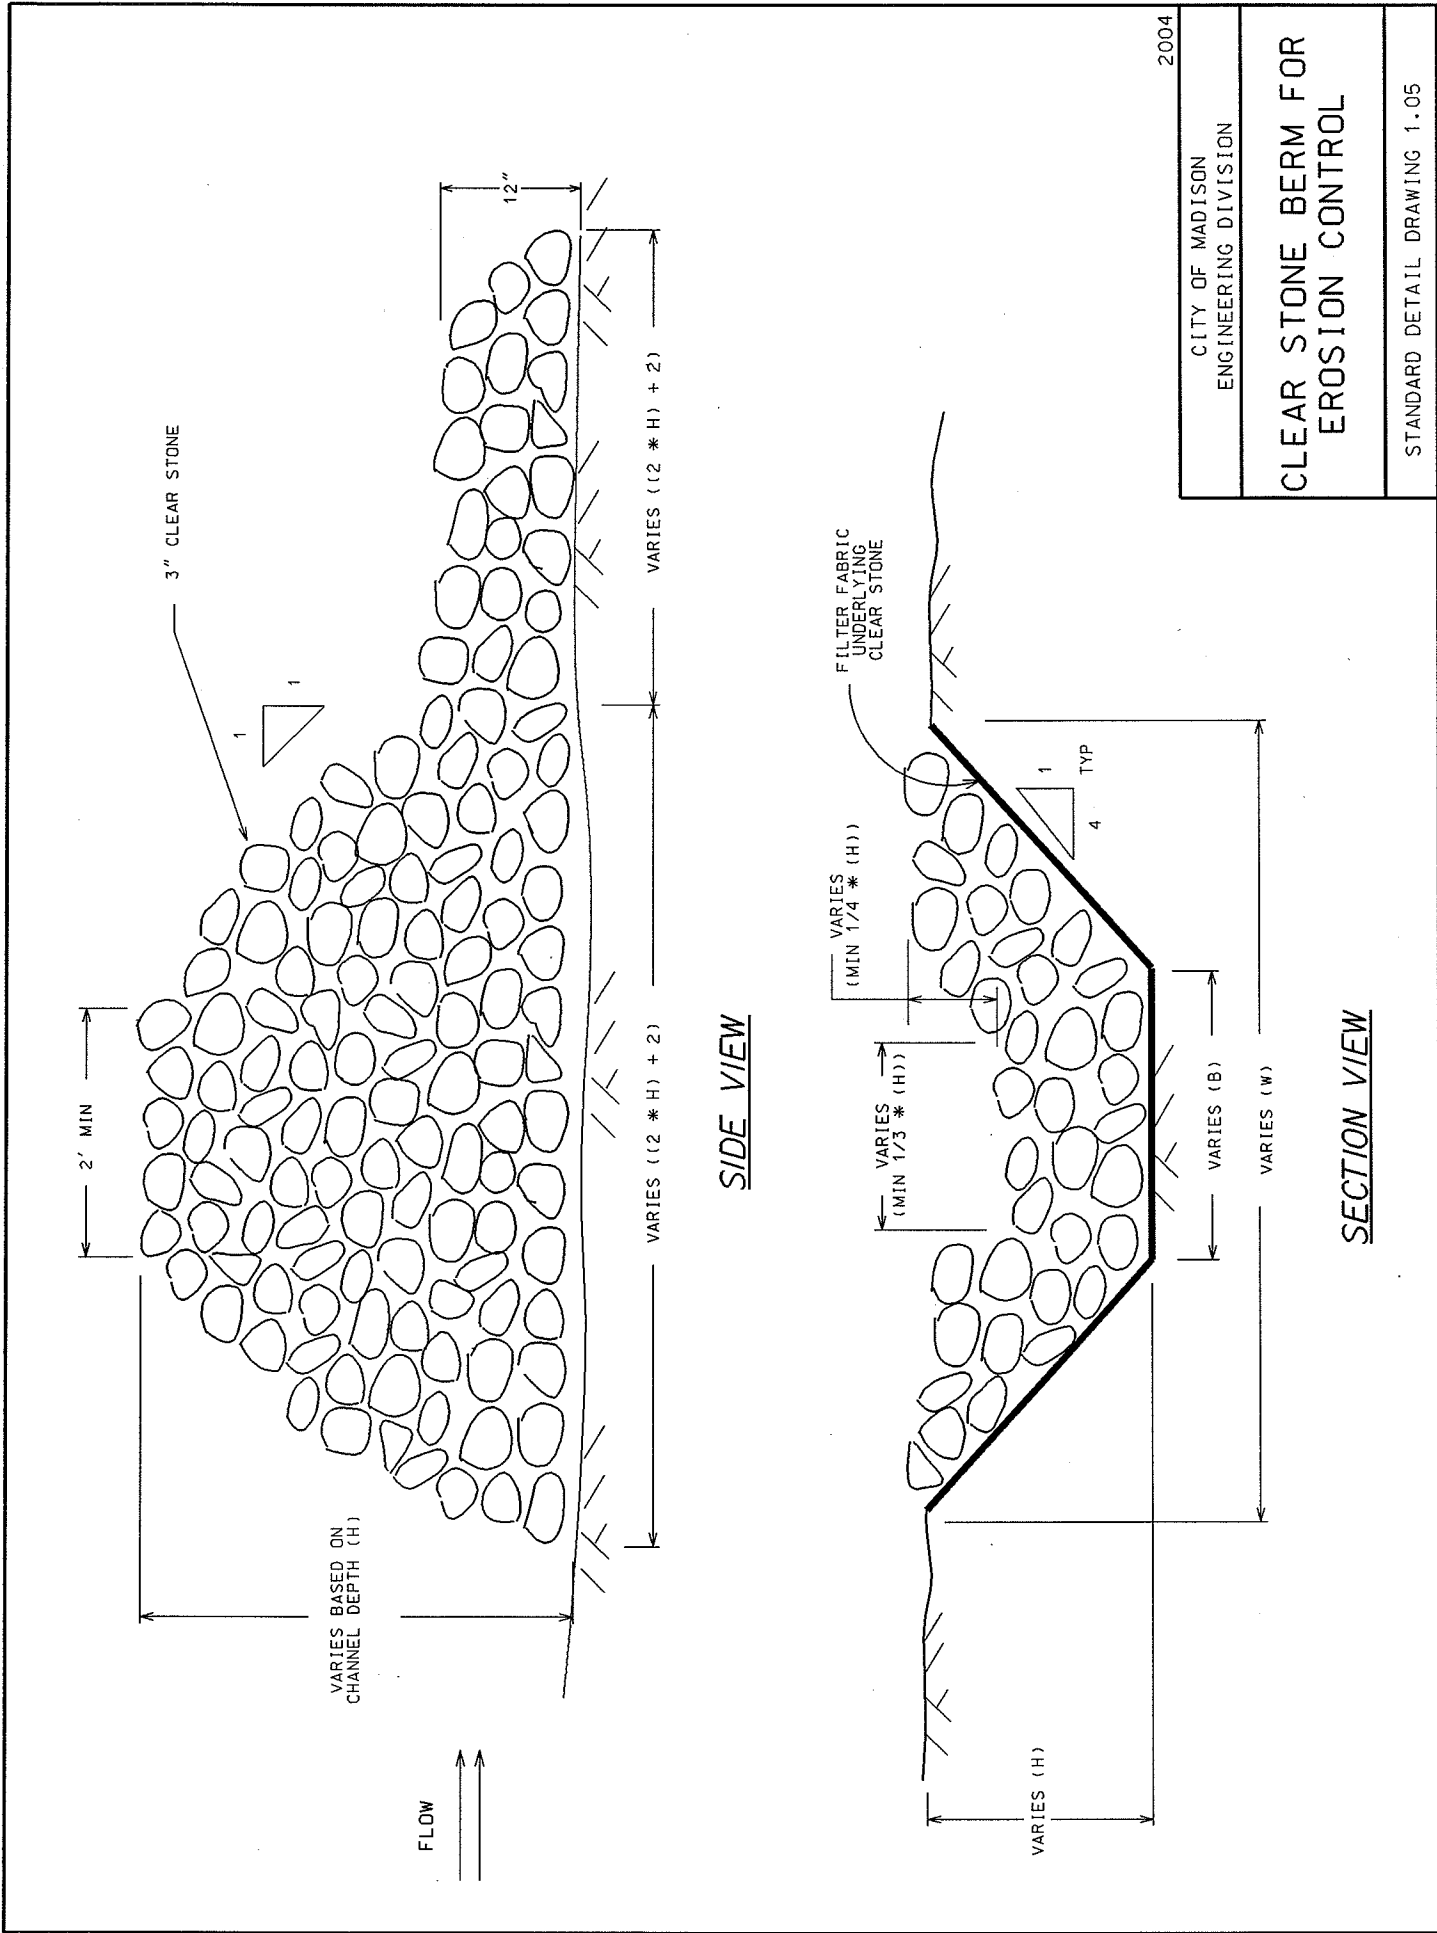 FLOW
VARIES BASED ON
CHANNEL DEPTH (H)
2' MIN
3" CLEAR STONE
1
1
12"
VARIES ((2 * H) + 2)
VARIES ((2 * H) + 2)
SIDE VIEW
VARIES (H)
VARIES
(MIN 1/3 * (H))
VARIES
(MIN 1/4 * (H))
FILTER FABRIC
UNDERLYING
CLEAR STONE
1
4
TYP
VARIES (B)
VARIES (W)
SECTION VIEW
2004
CITY OF MADISON
ENGINEERING DIVISION
CLEAR STONE BERM FOR
EROSION CONTROL
STANDARD DETAIL DRAWING 1.05